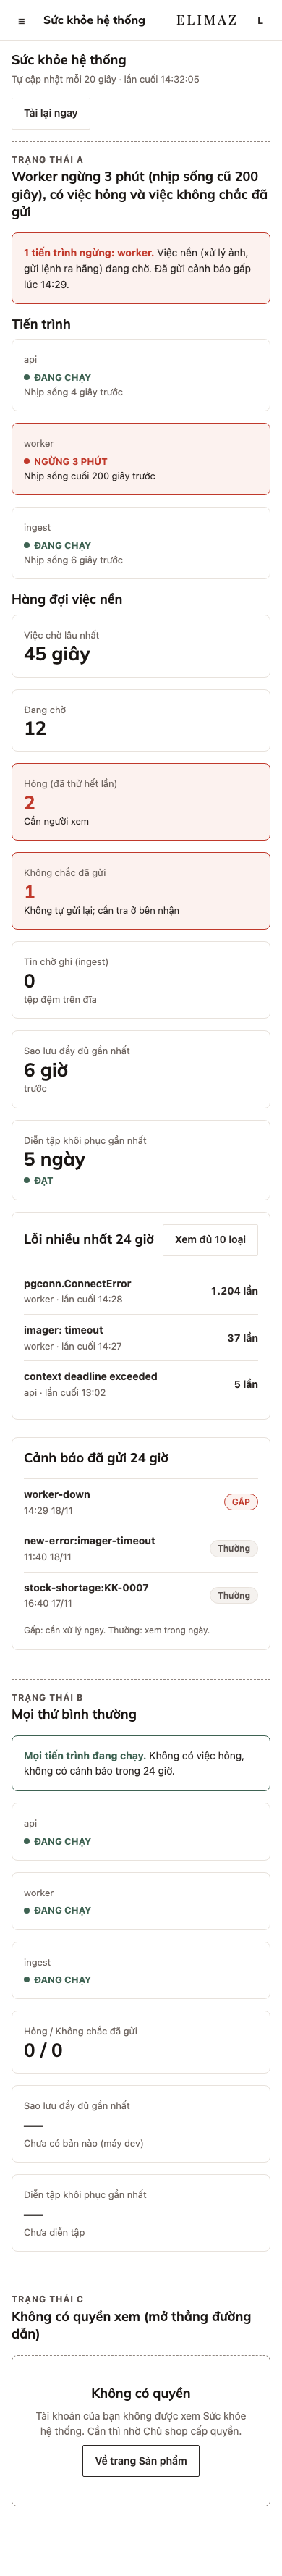 ≡ Sức khỏe hệ thống ELIMAZ L
Sức khỏe hệ thống
Tự cập nhật mỗi 20 giây · lần cuối 14:32:05
Tải lại ngay
TRẠNG THÁI A
Worker ngừng 3 phút (nhịp sống cũ 200
giây), có việc hỏng và việc không chắc đã
gửi
1 tiến trình ngừng: worker. Việc nền (xử lý ảnh,
gửi lệnh ra hãng) đang chờ. Đã gửi cảnh báo gấp
lúc 14:29.
Tiến trình
api
ĐANG CHẠY
Nhịp sống 4 giây trước
worker
NGỪNG 3 PHÚT
Nhịp sống cuối 200 giây trước
ingest
ĐANG CHẠY
Nhịp sống 6 giây trước
Hàng đợi việc nền
Việc chờ lâu nhất
45 giây
Đang chờ
12
Hỏng (đã thử hết lần)
2
Cần người xem
Không chắc đã gửi
1
Không tự gửi lại; cần tra ở bên nhận
Tin chờ ghi (ingest)
0
tệp đệm trên đĩa
Sao lưu đầy đủ gần nhất
6 giờ
trước
Diễn tập khôi phục gần nhất
5 ngày
ĐẠT
Lỗi nhiều nhất 24 giờ
Xem đủ 10 loại
pgconn.ConnectError
worker · lần cuối 14:28
1.204 lần
imager: timeout
worker · lần cuối 14:27
37 lần
context deadline exceeded
api · lần cuối 13:02
5 lần
Cảnh báo đã gửi 24 giờ
worker-down
14:29 18/11
GẤP
new-error:imager-timeout
11:40 18/11
Thường
stock-shortage:KK-0007
16:40 17/11
Thường
Gấp: cần xử lý ngay. Thường: xem trong ngày.
TRẠNG THÁI B
Mọi thứ bình thường
Mọi tiến trình đang chạy. Không có việc hỏng,
không có cảnh báo trong 24 giờ.
api
ĐANG CHẠY
worker
ĐANG CHẠY
ingest
ĐANG CHẠY
Hỏng / Không chắc đã gửi
0 / 0
Sao lưu đầy đủ gần nhất
—
Chưa có bản nào (máy dev)
Diễn tập khôi phục gần nhất
—
Chưa diễn tập
TRẠNG THÁI C
Không có quyền xem (mở thẳng đường
dẫn)
Không có quyền
Tài khoản của bạn không được xem Sức khỏe
hệ thống. Cần thì nhờ Chủ shop cấp quyền.
Về trang Sản phẩm